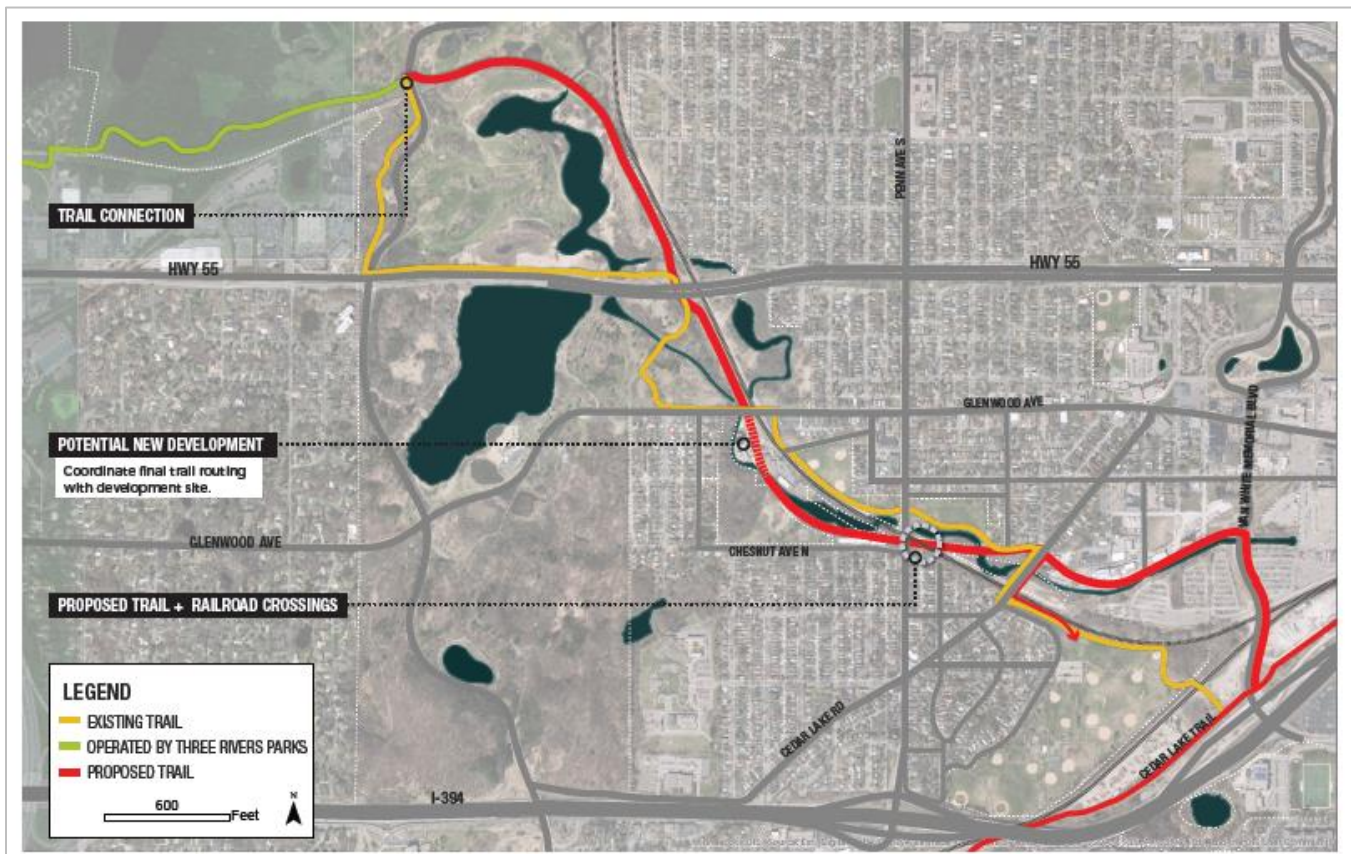 PENN AVE S
TRAIL CONNECTION
HWY 55
HWY 55
GLENWOOD AVE
VAN WHITE MEMORIAL BLVD
POTENTIAL NEW DEVELOPMENT
Coordinate final trail routing
with development site.
GLENWOOD AVE
CHESNUT AVE N
PROPOSED TRAIL + RAILROAD CROSSINGS
LEGEND
EXISTING TRAIL
OPERATED BY THREE RIVERS PARKS
PROPOSED TRAIL
600
Feet
N
CEDAR LAKE RD
CEDAR LAKE TRAIL
I-394